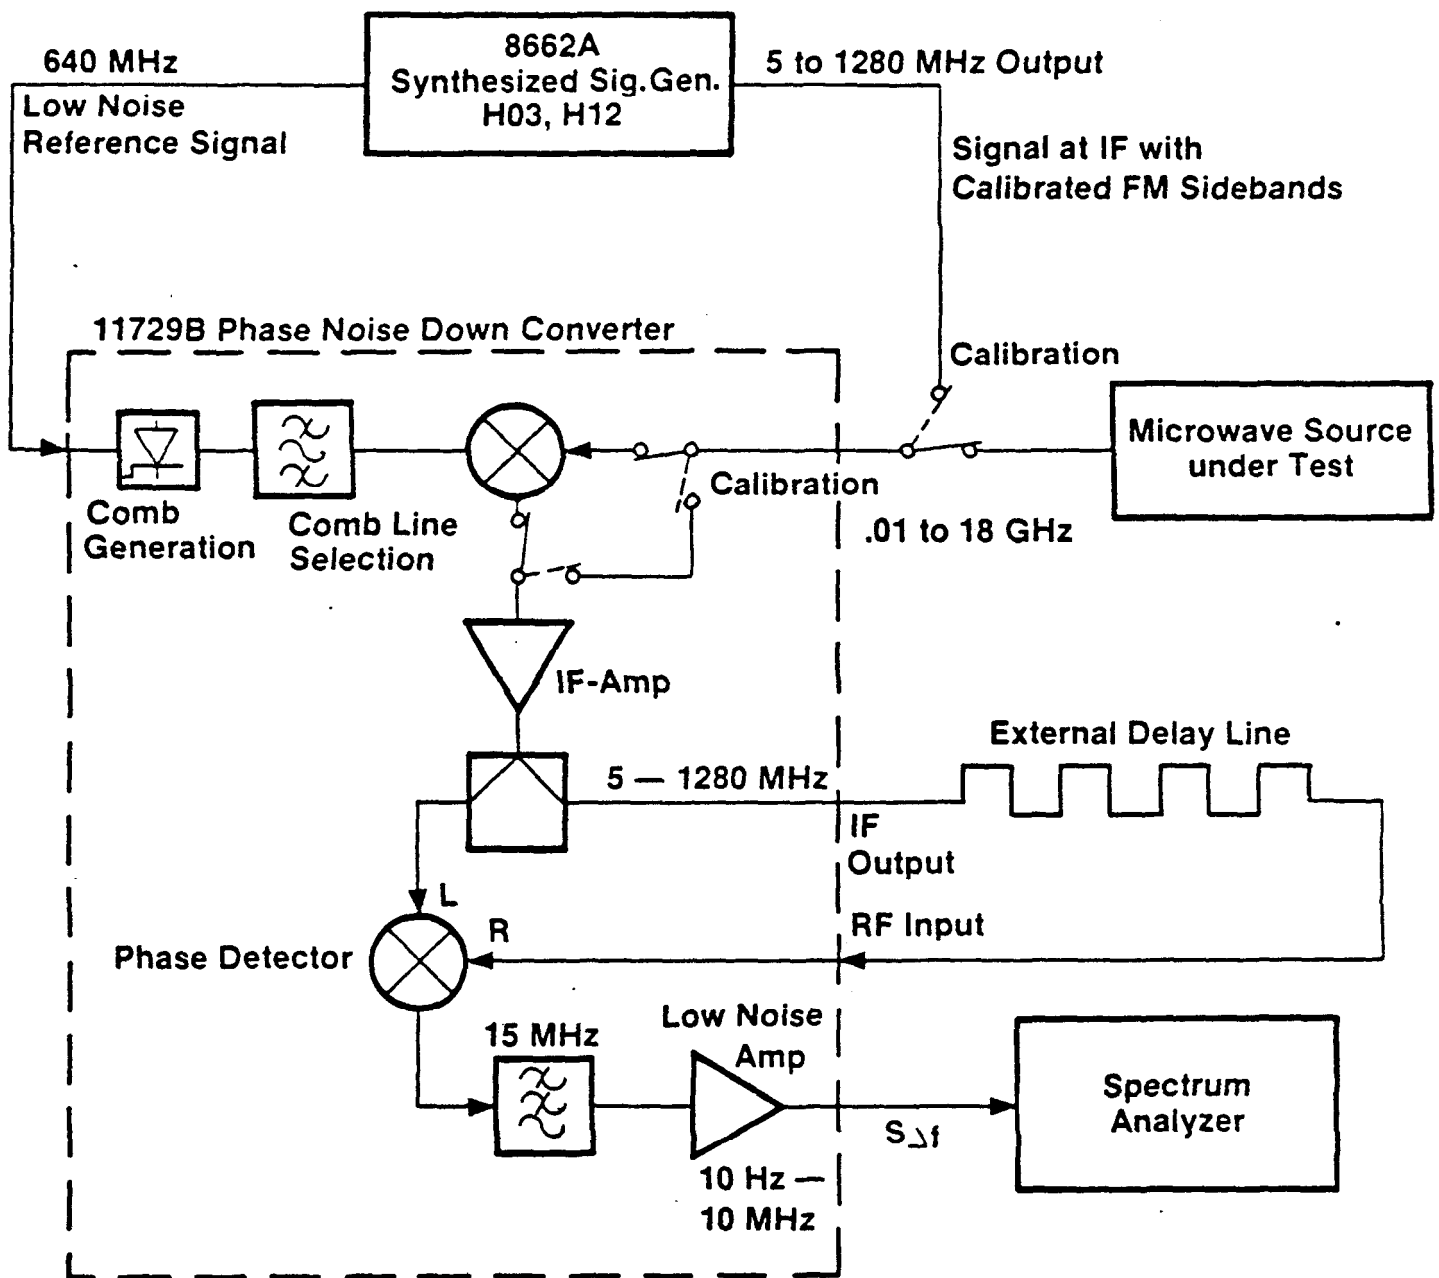 640 MHz
Low Noise
Reference Signal
8662A
Synthesized Sig.Gen.
H03, H12
5 to 1280 MHz Output
Signal at IF with
Calibrated FM Sidebands
11729B Phase Noise Down Converter
Calibration
Microwave Source
under Test
Comb
Generation
Comb Line
Selection
Calibration
.01 to 18 GHz
IF-Amp
External Delay Line
5 — 1280 MHz
IF
Output
L
R
RF Input
Phase Detector
15 MHz
Low Noise
Amp
Spectrum
Analyzer
S△f
10 Hz —
10 MHz